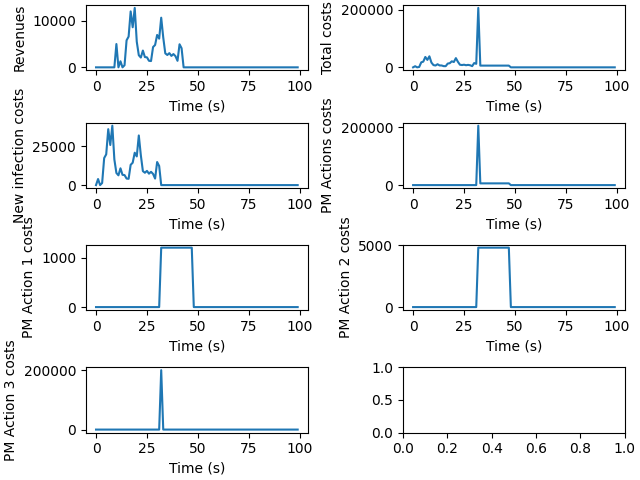 Revenues
10000
0
0 25 50 75 100
Time (s)
Total costs
200000
0
0 25 50 75 100
Time (s)
New infection costs
25000
0
0 25 50 75 100
Time (s)
PM Actions costs
200000
0
0 25 50 75 100
Time (s)
PM Action 1 costs
1000
0
0 25 50 75 100
Time (s)
PM Action 2 costs
5000
0
0 25 50 75 100
Time (s)
PM Action 3 costs
200000
0
0 25 50 75 100
Time (s)
1.0
0.5
0.0
0.0 0.2 0.4 0.6 0.8 1.0